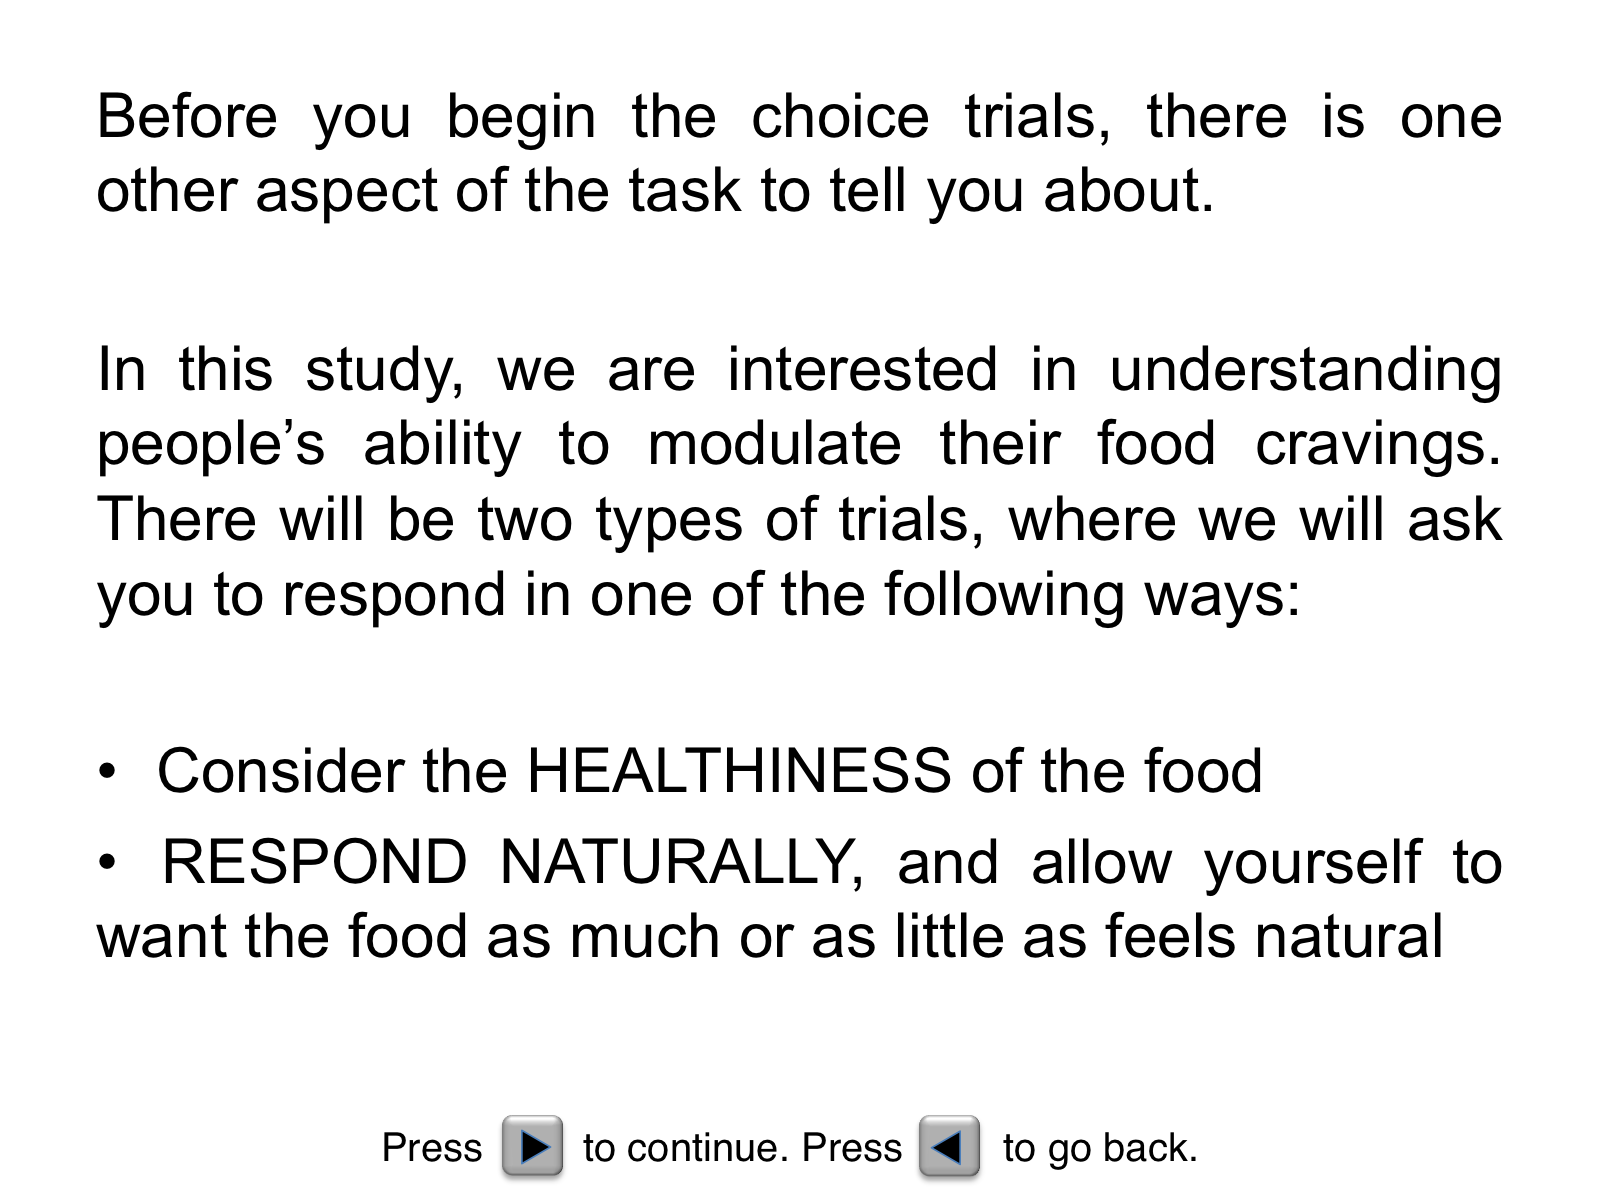 Before you begin the choice trials, there is one
other aspect of the task to tell you about.
In this study, we are interested in understanding
people’s ability to modulate their food cravings.
There will be two types of trials, where we will ask
you to respond in one of the following ways:
• Consider the HEALTHINESS of the food
• RESPOND NATURALLY, and allow yourself to
want the food as much or as little as feels natural
Press to continue. Press to go back.